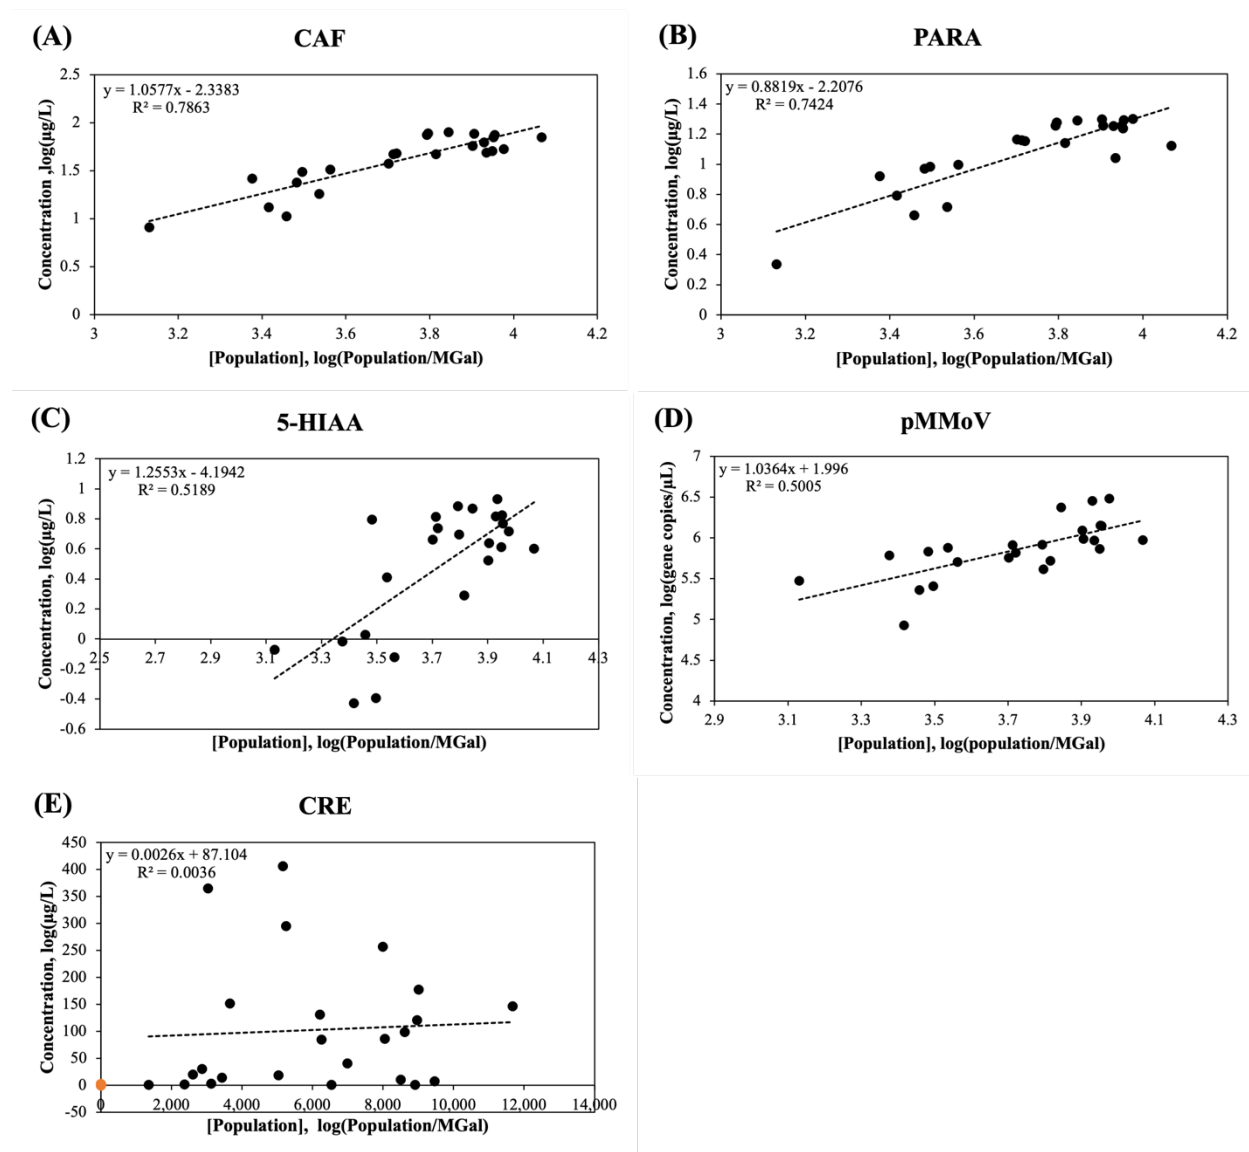 (A)
CAF
y = 1.0577x - 2.3383
R² = 0.7863
Concentration ,log(µg/L)
2.5
2
1.5
1
0.5
0
3 3.2 3.4 3.6 3.8 4 4.2
[Population], log(Population/MGal)
(B)
PARA
y = 0.8819x - 2.2076
R² = 0.7424
Concentration, log(µg/L)
1.6
1.4
1.2
1
0.8
0.6
0.4
0.2
0
3 3.2 3.4 3.6 3.8 4 4.2
[Population], log(Population/MGal)
(C)
5-HIAA
y = 1.2553x - 4.1942
R² = 0.5189
Concentration, log(µg/L)
1.2
1
0.8
0.6
0.4
0.2
0
-0.2
-0.4
-0.6
2.5 2.7 2.9 3.1 3.3 3.5 3.7 3.9 4.1 4.3
[Population], log(Population/MGal)
(D)
pMMoV
y = 1.0364x + 1.996
R² = 0.5005
Concentration, log(gene copies/µL)
7
6.5
6
5.5
5
4.5
4
2.9 3.1 3.3 3.5 3.7 3.9 4.1 4.3
[Population], log(population/MGal)
(E)
CRE
y = 0.0026x + 87.104
R² = 0.0036
Concentration, log(µg/L)
450
400
350
300
250
200
150
100
50
0
-50
0 2,000 4,000 6,000 8,000 10,000 12,000 14,000
[Population], log(Population/MGal)